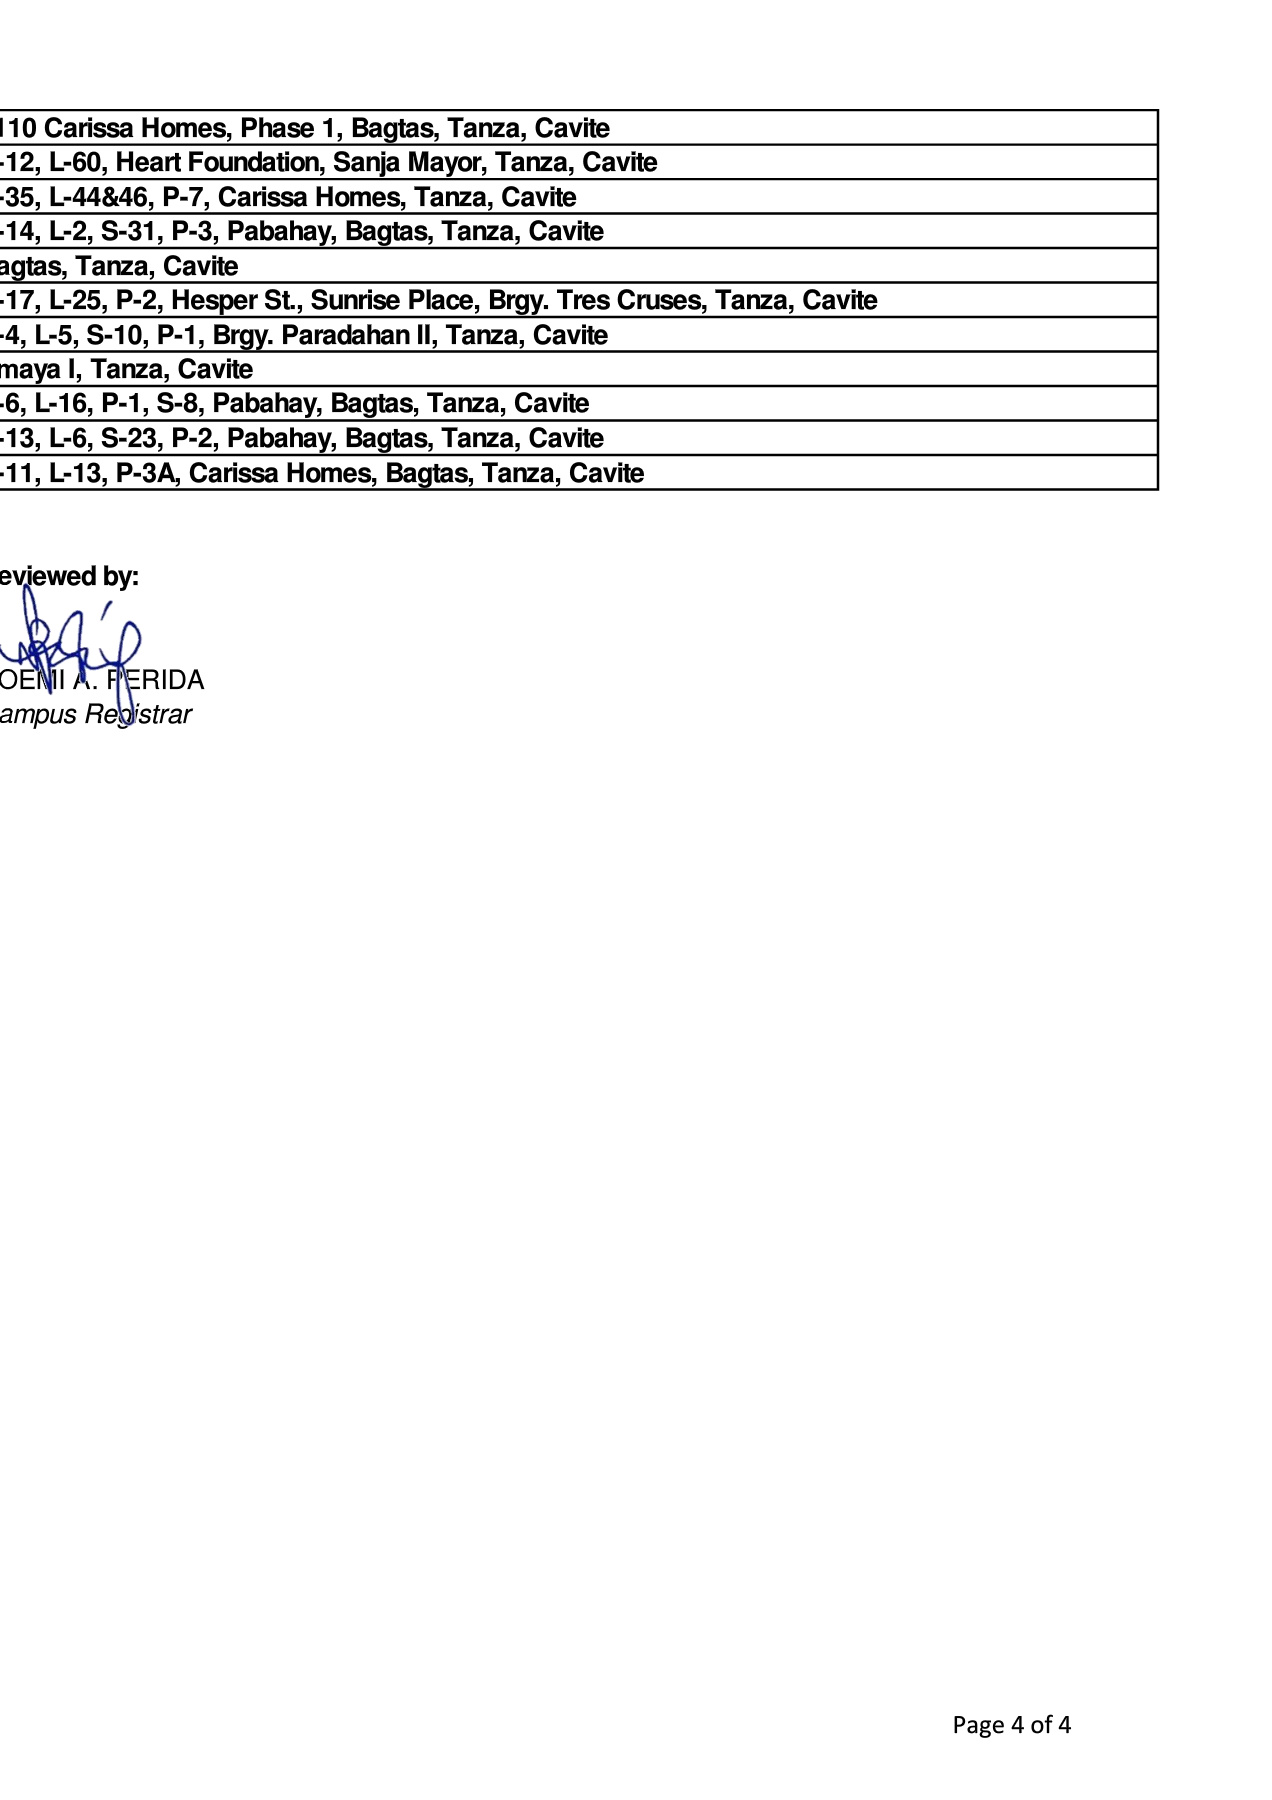 110 Carissa Homes, Phase 1, Bagtas, Tanza, Cavite
-12, L-60, Heart Foundation, Sanja Mayor, Tanza, Cavite
-35, L-44&46, P-7, Carissa Homes, Tanza, Cavite
-14, L-2, S-31, P-3, Pabahay, Bagtas, Tanza, Cavite
agtas, Tanza, Cavite
-17, L-25, P-2, Hesper St., Sunrise Place, Brgy. Tres Cruses, Tanza, Cavite
-4, L-5, S-10, P-1, Brgy. Paradahan II, Tanza, Cavite
maya I, Tanza, Cavite
-6, L-16, P-1, S-8, Pabahay, Bagtas, Tanza, Cavite
-13, L-6, S-23, P-2, Pabahay, Bagtas, Tanza, Cavite
-11, L-13, P-3A, Carissa Homes, Bagtas, Tanza, Cavite
eviewed by:
OEMI A. PERIDA
ampus Registrar
Page 4 of 4